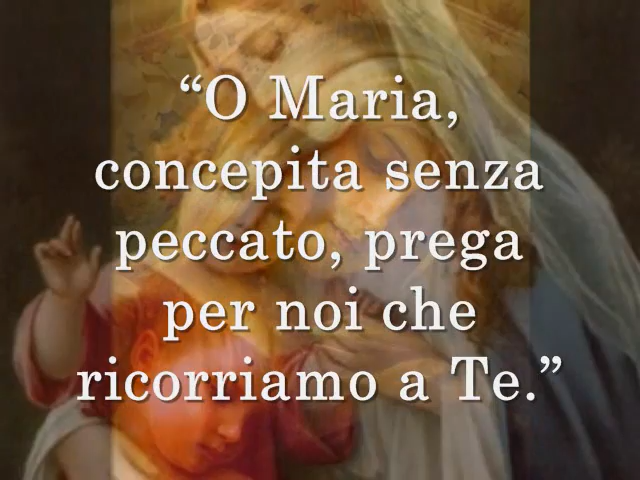 “O Maria,
concepita senza
peccato, prega
per noi che
ricorriamo a Te.”